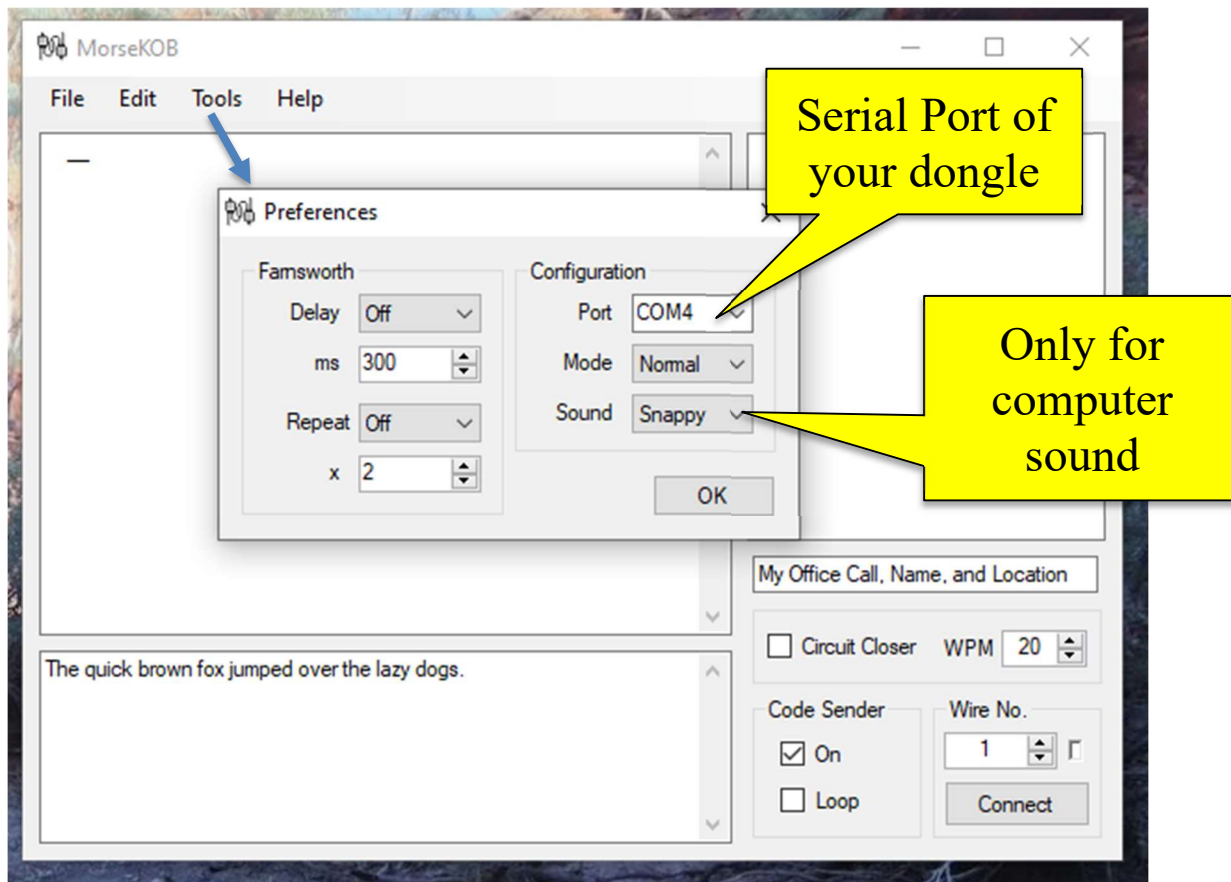 MorseKOB
File Edit Tools Help
Serial Port of
your dongle
—
Preferences
Farnsworth
Delay Off
ms 300
Repeat Off
x 2
Configuration
Port COM4
Mode Normal
Sound Snappy
OK
Only for
computer
sound
My Office Call, Name, and Location
Circuit Closer WPM 20
The quick brown fox jumped over the lazy dogs.
Code Sender
On
Loop
Wire No.
1
Connect